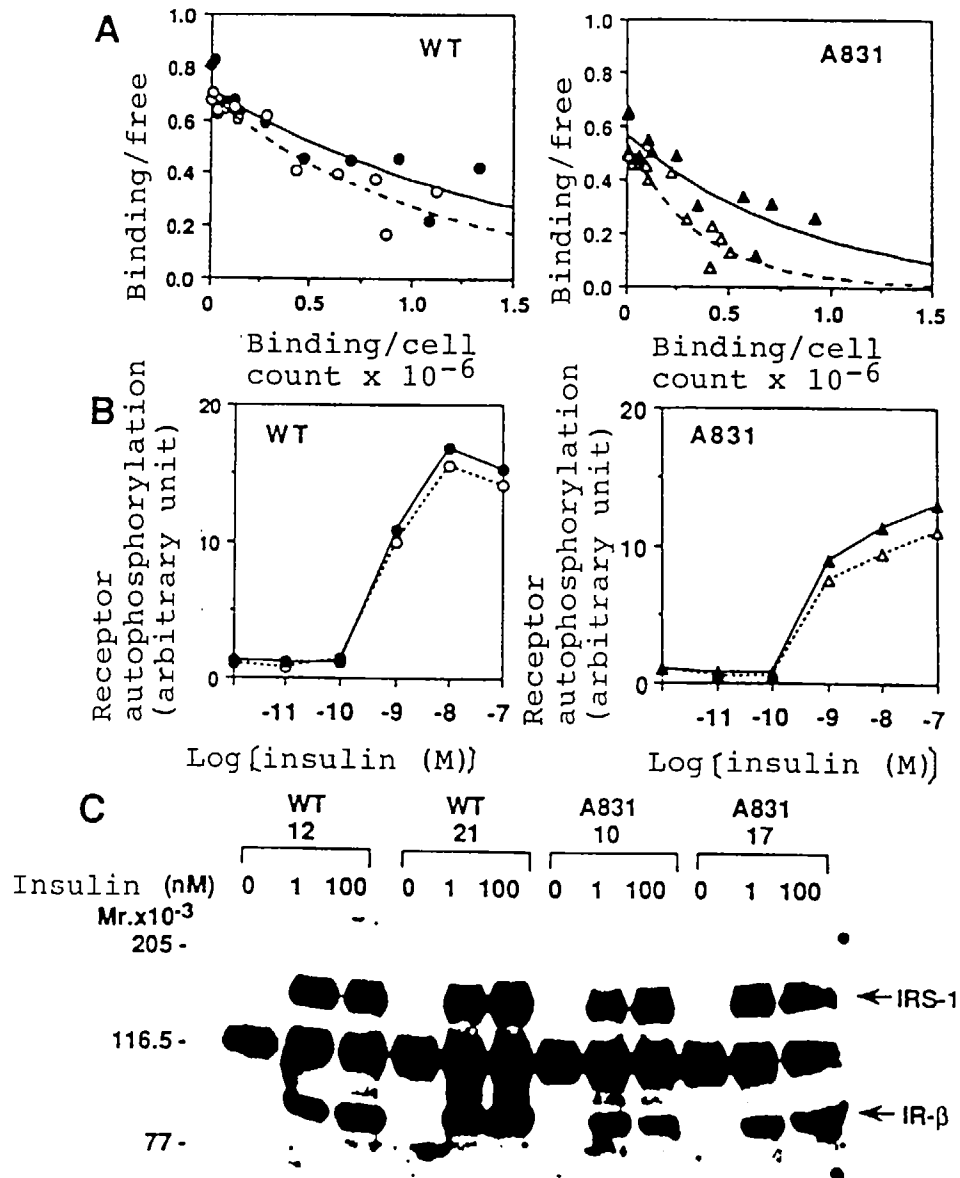 A
WT
Binding/free
1.0
0.8
0.6
0.4
0.2
0.0
0 0.5 1.0 1.5
Binding/cell
count x 10-6
A831
Binding/free
1.0
0.8
0.6
0.4
0.2
0.0
0 0.5 1.0 1.5
Binding/cell
count x 10-6
B
WT
Receptor
autophosphorylation
(arbitrary unit)
20
10
0
-11 -10 -9 -8 -7
Log[insulin (M)]
A831
Receptor
autophosphorylation
(arbitrary unit)
20
10
0
-11 -10 -9 -8 -7
Log[insulin (M)]
C
WT WT A831 A831
12 21 10 17
Insulin (nM) 0 1 100 0 1 100 0 1 100 0 1 100
Mr.x10-3
205 -
IRS-1
116.5 -
IR-β
77 -